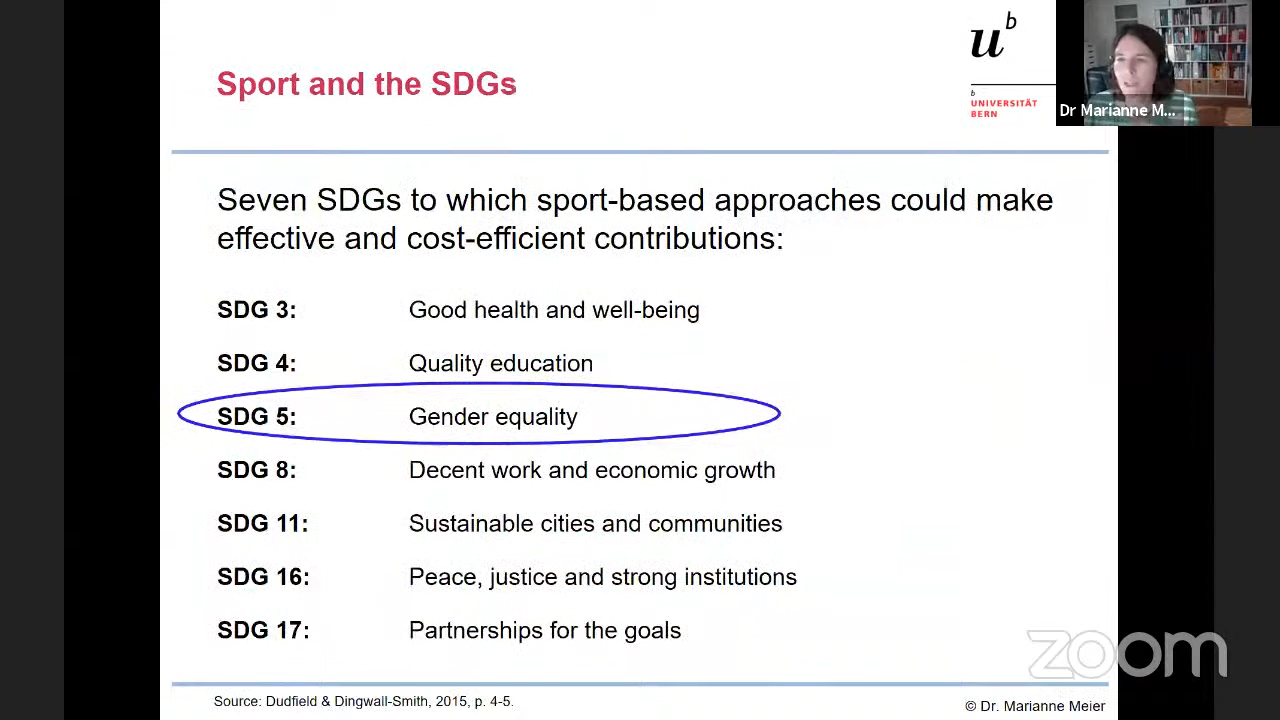 Sport and the SDGs
u b
b
UNIVERSITÄT
BERN
Dr Marianne M...
Seven SDGs to which sport-based approaches could make
effective and cost-efficient contributions:
SDG 3: Good health and well-being
SDG 4: Quality education
SDG 5: Gender equality
SDG 8: Decent work and economic growth
SDG 11: Sustainable cities and communities
SDG 16: Peace, justice and strong institutions
SDG 17: Partnerships for the goals
zoom
Source: Dudfield & Dingwall-Smith, 2015, p. 4-5.
© Dr. Marianne Meier